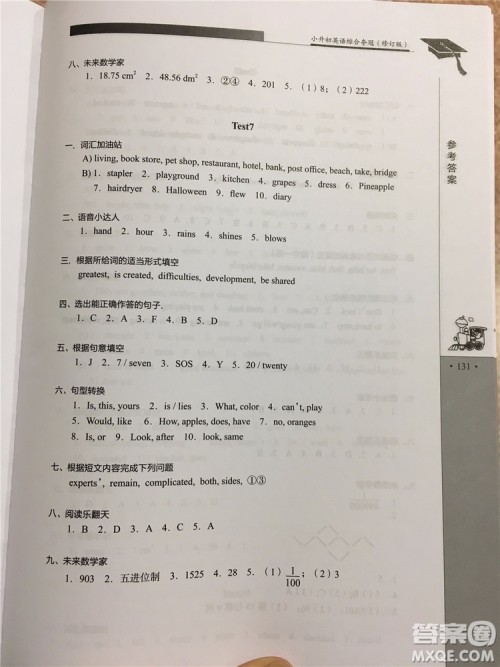 小升初英语综合夺冠（修订版）
八、未来数学家
1. 18.75 cm² 2. 48.56 dm² 3. ②④ 4. 201 5. (1) 8；(2) 222
Test7
一、词汇加油站
A) living, book store, pet shop, restaurant, hotel, bank, post office, beach, take, bridge
B) 1. stapler 2. playground 3. kitchen 4. grapes 5. dress 6. Pineapple
7. hairdryer 8. Halloween 9. flew 10. diary
二、语音小达人
1. hand 2. hour 3. rains 4. shines 5. blows
三、根据所给词的适当形式填空
greatest, is created, difficulties, development, be shared
四、选出能正确作答的句子.
1. C 2. A 3. F 4. B 5. D
五、根据句意填空
1. D 2. 7 / seven 3. SOS 4. Y 5. 20 / twenty
六、句型转换
1. Is, this, yours 2. is / lies 3. What, color 4. can't, play
5. Would, like 6. How, apples, does, have 7. no, oranges
8. Is, or 9. Look, after 10. Look, same
七、根据短文内容完成下列问题
experts', remain, complicated, both, sides, ①③
八、阅读乐翻天
1. B 2. D 3. A 4. C 5. A
九、未来数学家
1. 903 2. 五进位制 3. 1525 4. 28 5. (1) 1/100；(2) 113
参考答案
· 131 ·
答案圈
MXQE.COM